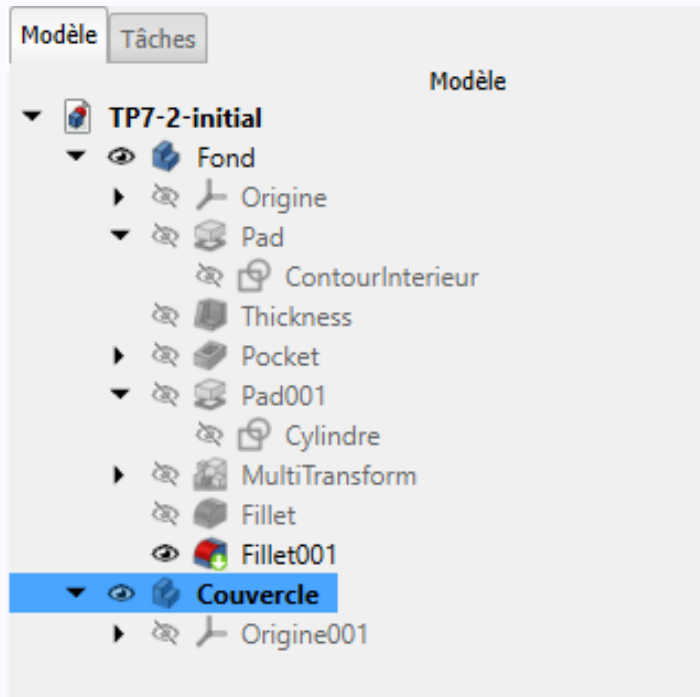 Modèle Tâches
Modèle
TP7-2-initial
Fond
Origine
Pad
ContourInterieur
Thickness
Pocket
Pad001
Cylindre
MultiTransform
Fillet
Fillet001
Couvercle
Origine001